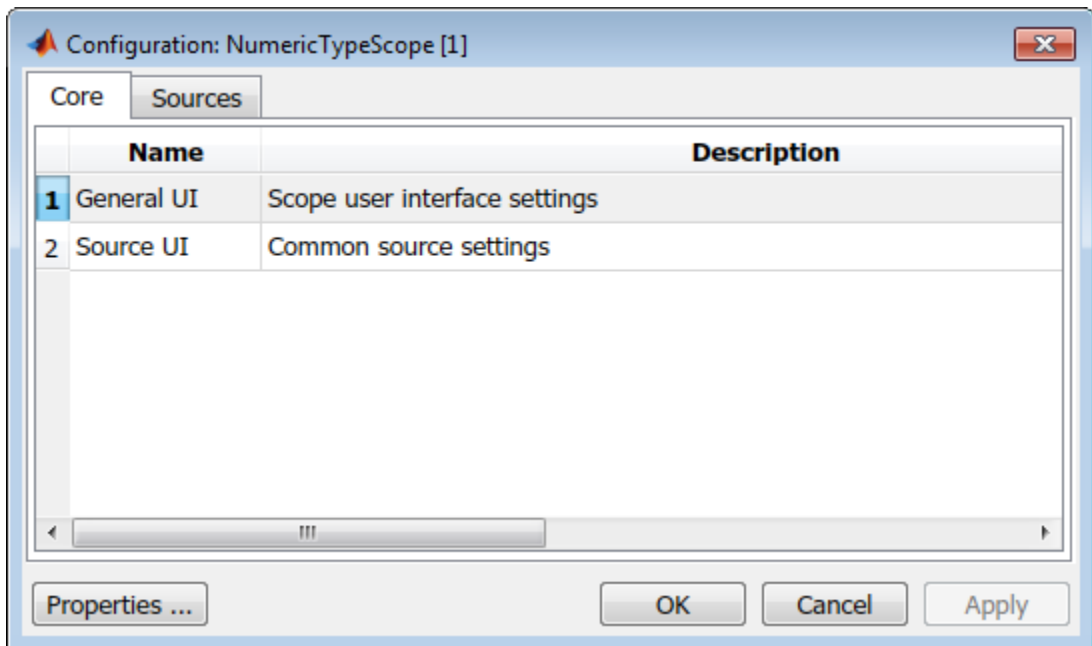 Configuration: NumericTypeScope [1]
Core Sources
Name Description
1 General UI Scope user interface settings
2 Source UI Common source settings
Properties ... OK Cancel Apply